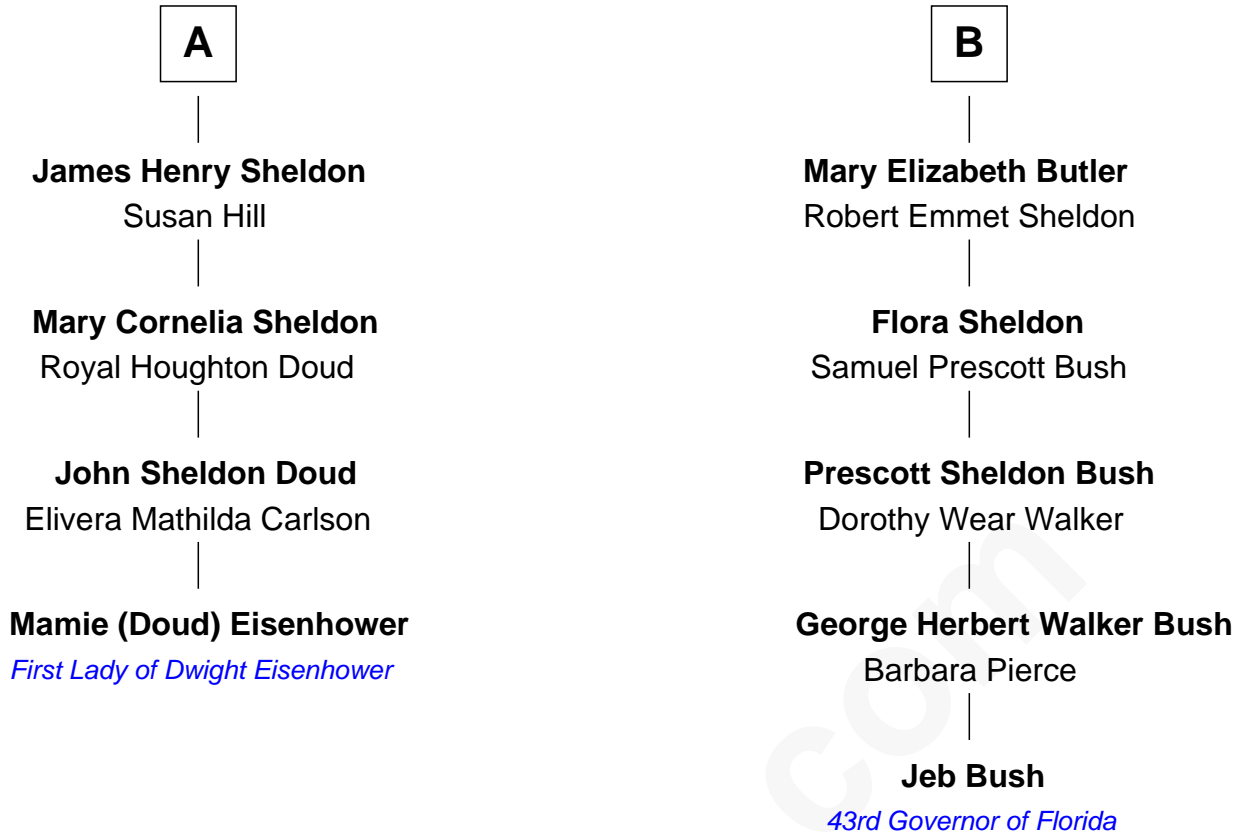 A
James Henry Sheldon
Susan Hill
Mary Cornelia Sheldon
Royal Houghton Doud
John Sheldon Doud
Elivera Mathilda Carlson
Mamie (Doud) Eisenhower
First Lady of Dwight Eisenhower
B
Mary Elizabeth Butler
Robert Emmet Sheldon
Flora Sheldon
Samuel Prescott Bush
Prescott Sheldon Bush
Dorothy Wear Walker
George Herbert Walker Bush
Barbara Pierce
Jeb Bush
43rd Governor of Florida
com